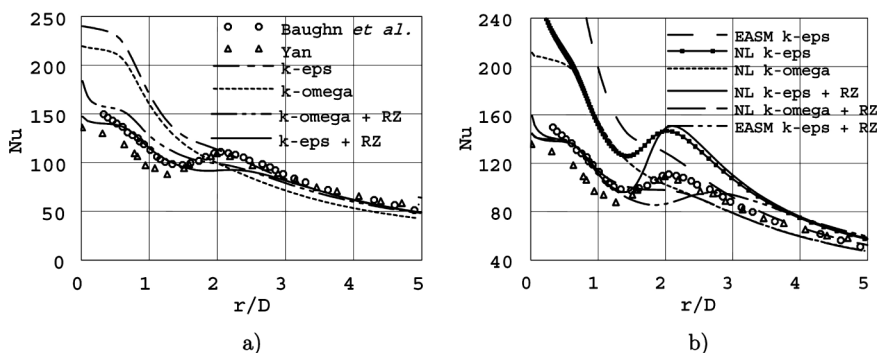 250
200
150
100
50
0
Nu
Baughn et al.
Yan
k-eps
k-omega
k-omega + RZ
k-eps + RZ
0 1 2 3 4 5
r/D
a)
240
200
160
120
80
40
Nu
EASM k-eps
NL k-eps
NL k-omega
NL k-eps + RZ
NL k-omega + RZ
EASM k-eps + RZ
0 1 2 3 4 5
r/D
b)